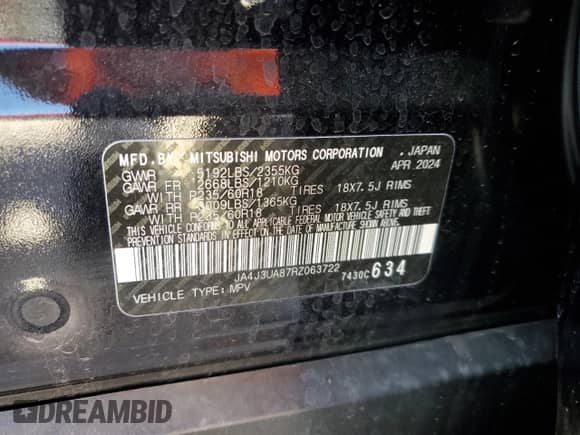 MFD. BY MITSUBISHI MOTORS CORPORATION , JAPAN
GVWR 5192LBS/2355KG APR 2024
GAWR FR 2668LBS/1210KG
WITH P235/60R18 TIRES 18X7.5J RIMS
GAWR 3009LBS/1365KG
WITH 60R18 TIRES 18X7.5J RIMS
THIS VEHICLE CONFORMS TO ALL APPLICABLE FEDERAL MOTOR VEHICLE SAFETY AND THEFT
PREVENTION STANDARDS IN EFFECT ON THE DATE OF MANUFACTURE SHOWN ABOVE.
JA4J3UA87RZ063722 7430C 634
VEHICLE TYPE: MPV
DREAMBID